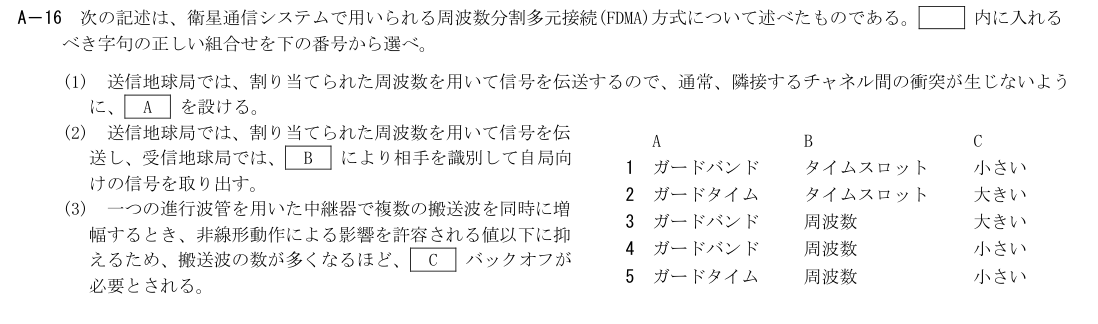 A－16　次の記述は、衛星通信システムで用いられる周波数分割多元接続(FDMA)方式について述べたものである。　　　内に入れる
べき字句の正しい組合せを下の番号から選べ。
(1)　送信地球局では、割り当てられた周波数を用いて信号を伝送するので、通常、隣接するチャネル間の衝突が生じないよう
に、 A を設ける。
(2)　送信地球局では、割り当てられた周波数を用いて信号を伝
送し、受信地球局では、 B により相手を識別して自局向
けの信号を取り出す。
(3)　一つの進行波管を用いた中継器で複数の搬送波を同時に増
幅するとき、非線形動作による影響を許容される値以下に抑
えるため、搬送波の数が多くなるほど、 C バックオフが
必要とされる。
A　B　C
1　ガードバンド　タイムスロット　小さい
2　ガードタイム　タイムスロット　大きい
3　ガードバンド　周波数　大きい
4　ガードバンド　周波数　小さい
5　ガードタイム　周波数　小さい